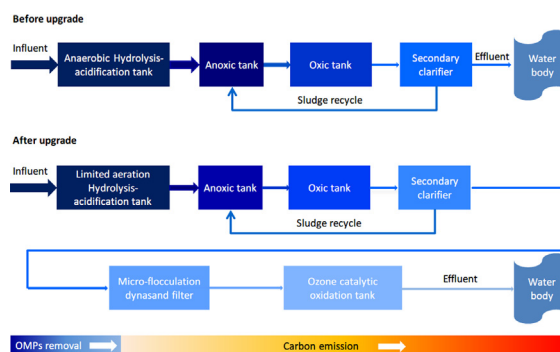 Before upgrade
Influent
Anaerobic Hydrolysis-
acidification tank
Anoxic tank
Oxic tank
Secondary
clarifier
Effluent
Water
body
Sludge recycle
After upgrade
Influent
Limited aeration
Hydrolysis-
acidification tank
Anoxic tank
Oxic tank
Secondary
clarifier
Sludge recycle
Micro-flocculation
dynasand filter
Ozone catalytic
oxidation tank
Effluent
Water
body
OMPs removal
Carbon emission